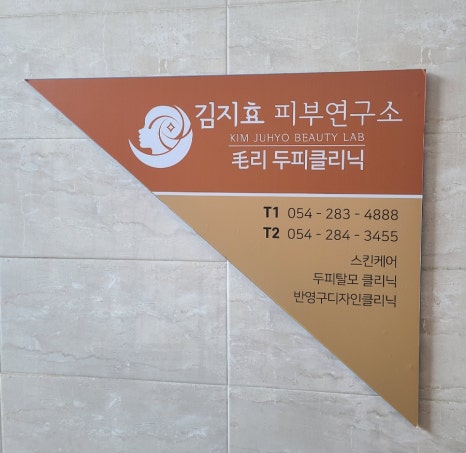 김지효 피부연구소
KIM JUHYO BEAUTY LAB
毛리 두피클리닉
T1 054 - 283 - 4888
T2 054 - 284 - 3455
스킨케어
두피탈모 클리닉
반영구디자인클리닉